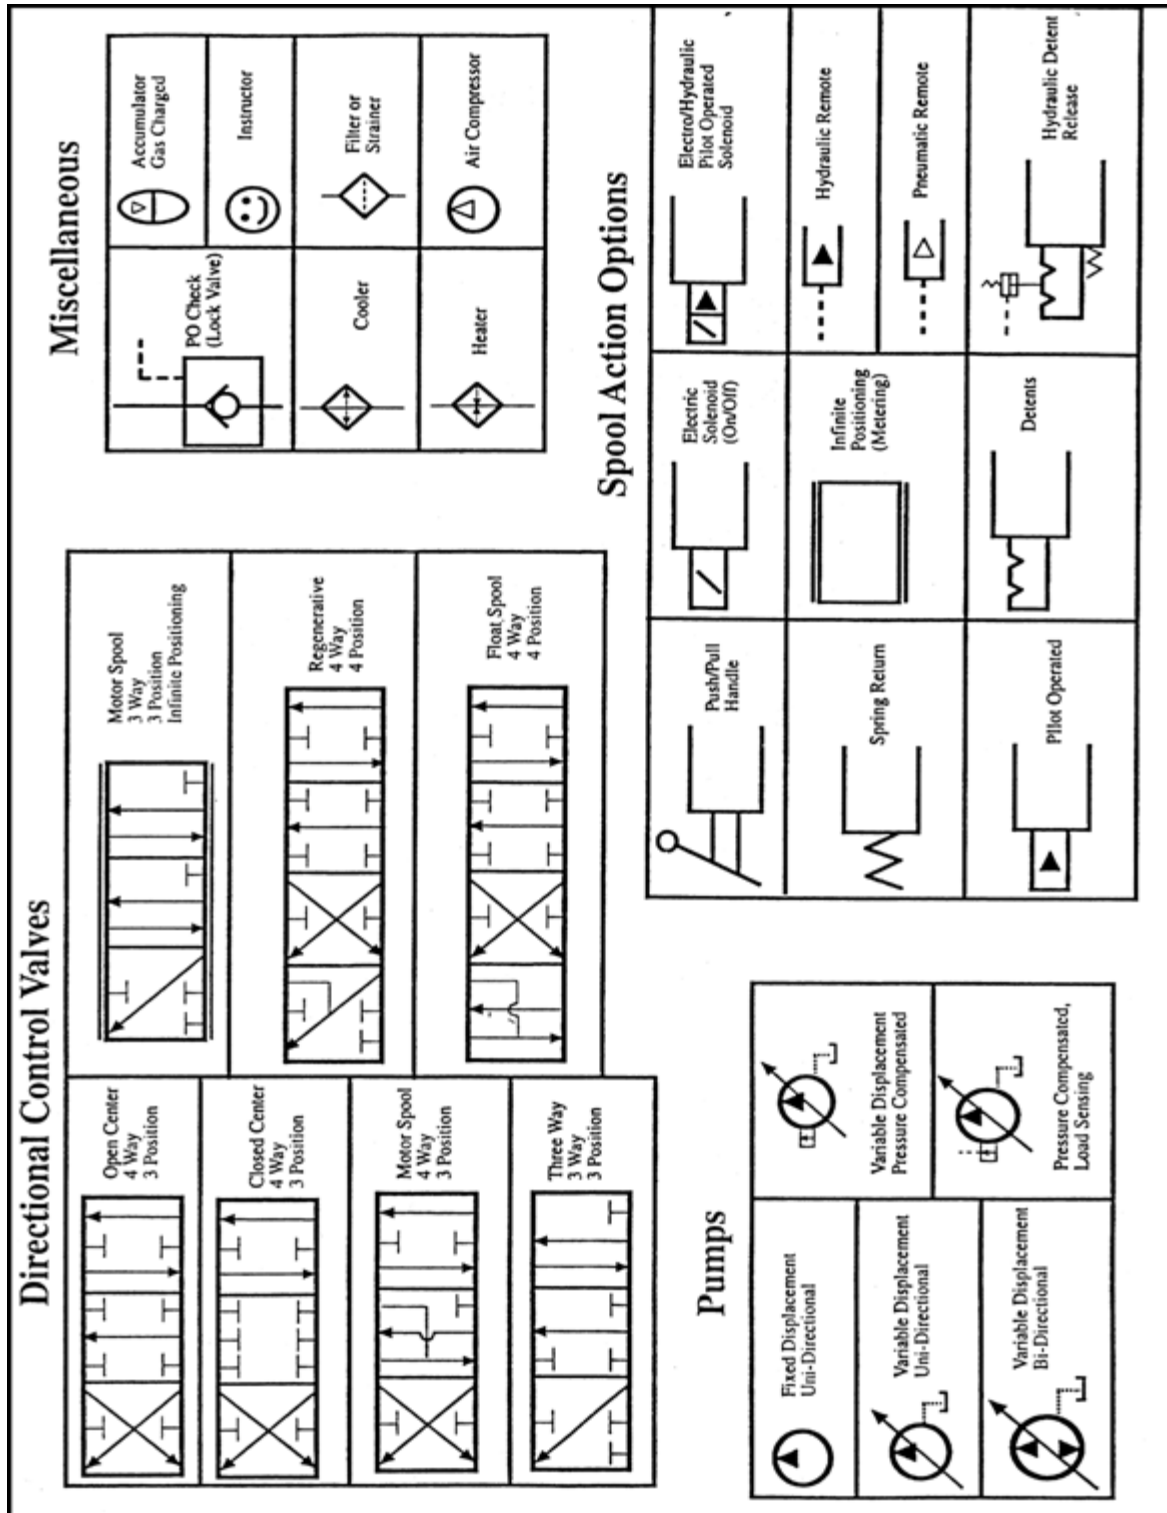 Directional Control Valves
Open Center
4 Way
3 Position
Closed Center
4 Way
3 Position
Motor Spool
4 Way
3 Position
Three Way
3 Way
3 Position
Motor Spool
3 Way
3 Position
Infinite Positioning
Regenerative
4 Way
4 Position
Float Spool
4 Way
4 Position
Miscellaneous
PO Check
(Lock Valve)
Cooler
Heater
Accumulator
Gas Charged
Instructor
Filter or
Strainer
Air Compressor
Pumps
Fixed Displacement
Uni-Directional
Variable Displacement
Uni-Directional
Variable Displacement
Bi-Directional
Variable Displacement
Pressure Compensated
Pressure Compensated,
Load Sensing
Spool Action Options
Push/Pull
Handle
Spring Return
Pilot Operated
Electric
Solenoid
(On/Off)
Infinite
Positioning
(Metering)
Detents
Electro/Hydraulic
Pilot Operated
Solenoid
Hydraulic Remote
Pneumatic Remote
Hydraulic Detent
Release